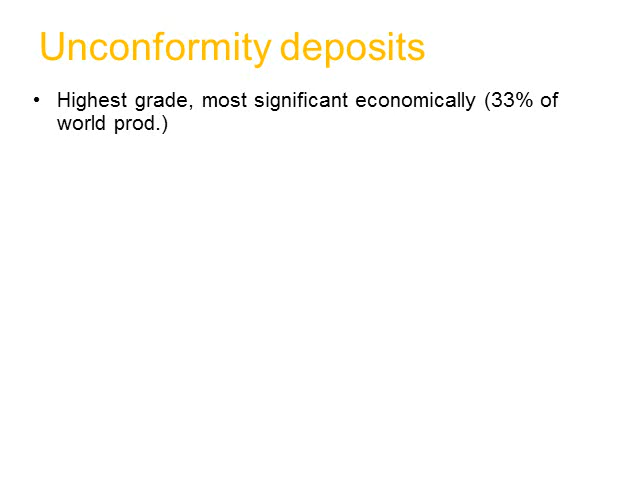 Unconformity deposits
• Highest grade, most significant economically (33% of
world prod.)